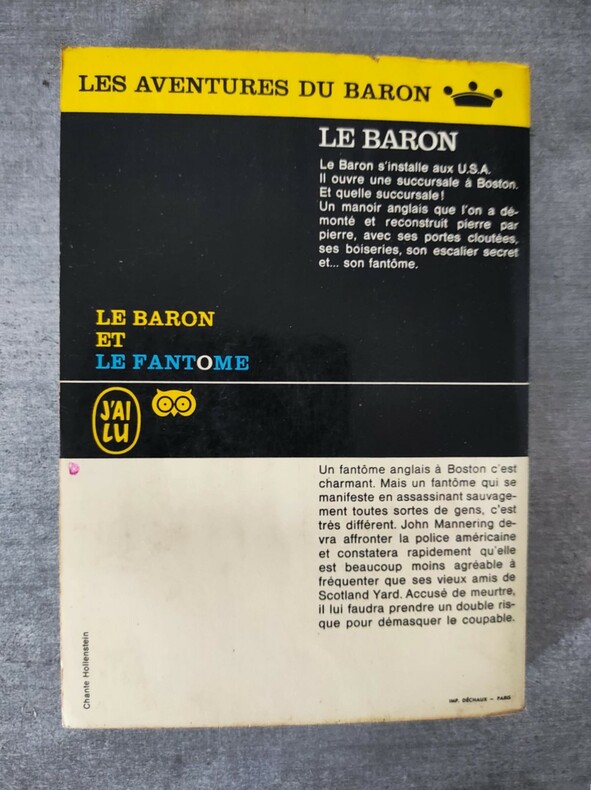 LES AVENTURES DU BARON
LE BARON
Le Baron s'installe aux U.S.A.
Il ouvre une succursale à Boston.
Et quelle succursale!
Un manoir anglais que l'on a dé-
monté et reconstruit pierre par
pierre, avec ses portes cloutées,
ses boiseries, son escalier secret
et... son fantôme.
LE BARON
ET
LE FANTOME
J'AI
LU
Un fantôme anglais à Boston c'est
charmant. Mais un fantôme qui se
manifeste en assassinant sauvage-
ment toutes sortes de gens, c'est
très différent. John Mannering de-
vra affronter la police américaine
et constatera rapidement qu'elle
est beaucoup moins agréable à
fréquenter que ses vieux amis de
Scotland Yard. Accusé de meurtre,
il lui faudra prendre un double ris-
que pour démasquer le coupable.
Chante Hollenstein
IMP. DÉCHAUX – PARIS